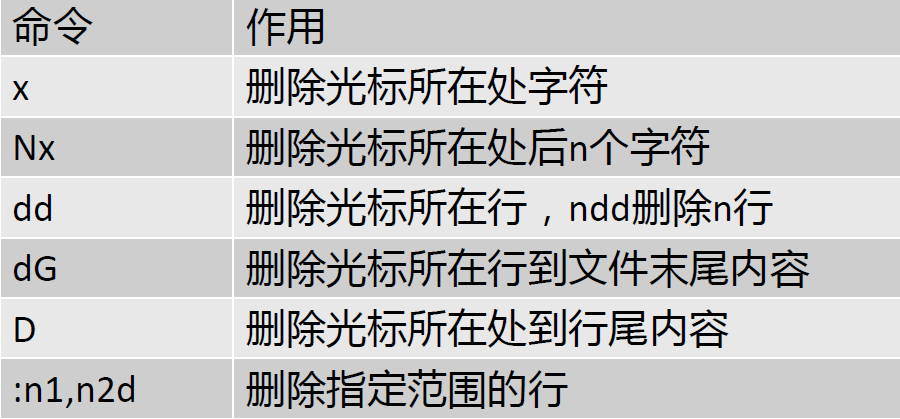 命令 作用
x 删除光标所在处字符
Nx 删除光标所在处后n个字符
dd 删除光标所在行，ndd删除n行
dG 删除光标所在行到文件末尾内容
D 删除光标所在处到行尾内容
:n1,n2d 删除指定范围的行